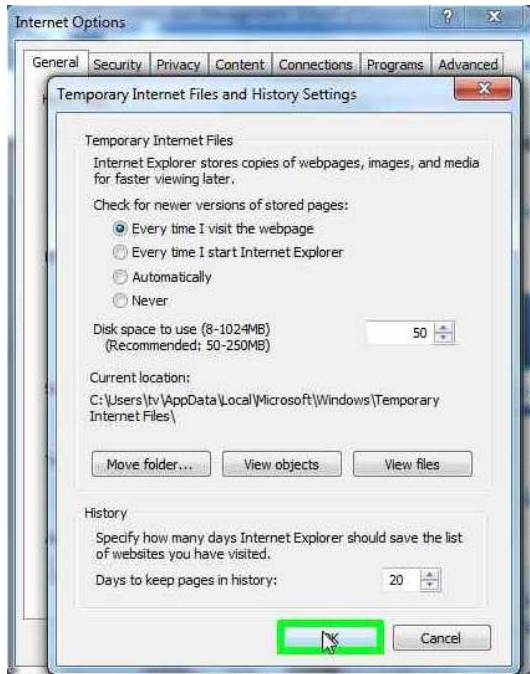 Internet Options
General Security Privacy Content Connections Programs Advanced
Temporary Internet Files and History Settings
Temporary Internet Files
Internet Explorer stores copies of webpages, images, and media
for faster viewing later.
Check for newer versions of stored pages:
Every time I visit the webpage
Every time I start Internet Explorer
Automatically
Never
Disk space to use (8-1024MB) 50
(Recommended: 50-250MB)
Current location:
C:\Users\tv\AppData\Local\Microsoft\Windows\Temporary
Internet Files\
Move folder... View objects View files
History
Specify how many days Internet Explorer should save the list
of websites you have visited.
Days to keep pages in history: 20
Cancel